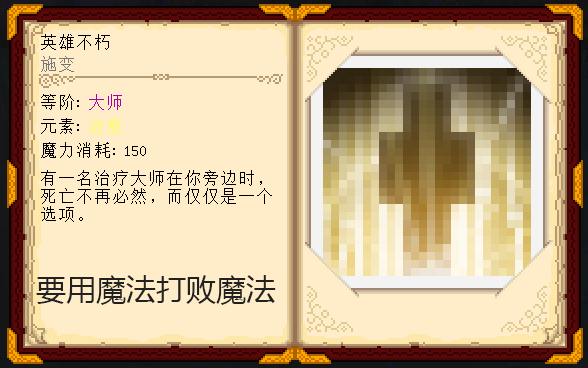 英雄不朽
施变
等阶: 大师
元素: 
魔力消耗: 150
有一名治疗大师在你旁边时，
死亡不再必然，而仅仅是一个
选项。
要用魔法打败魔法